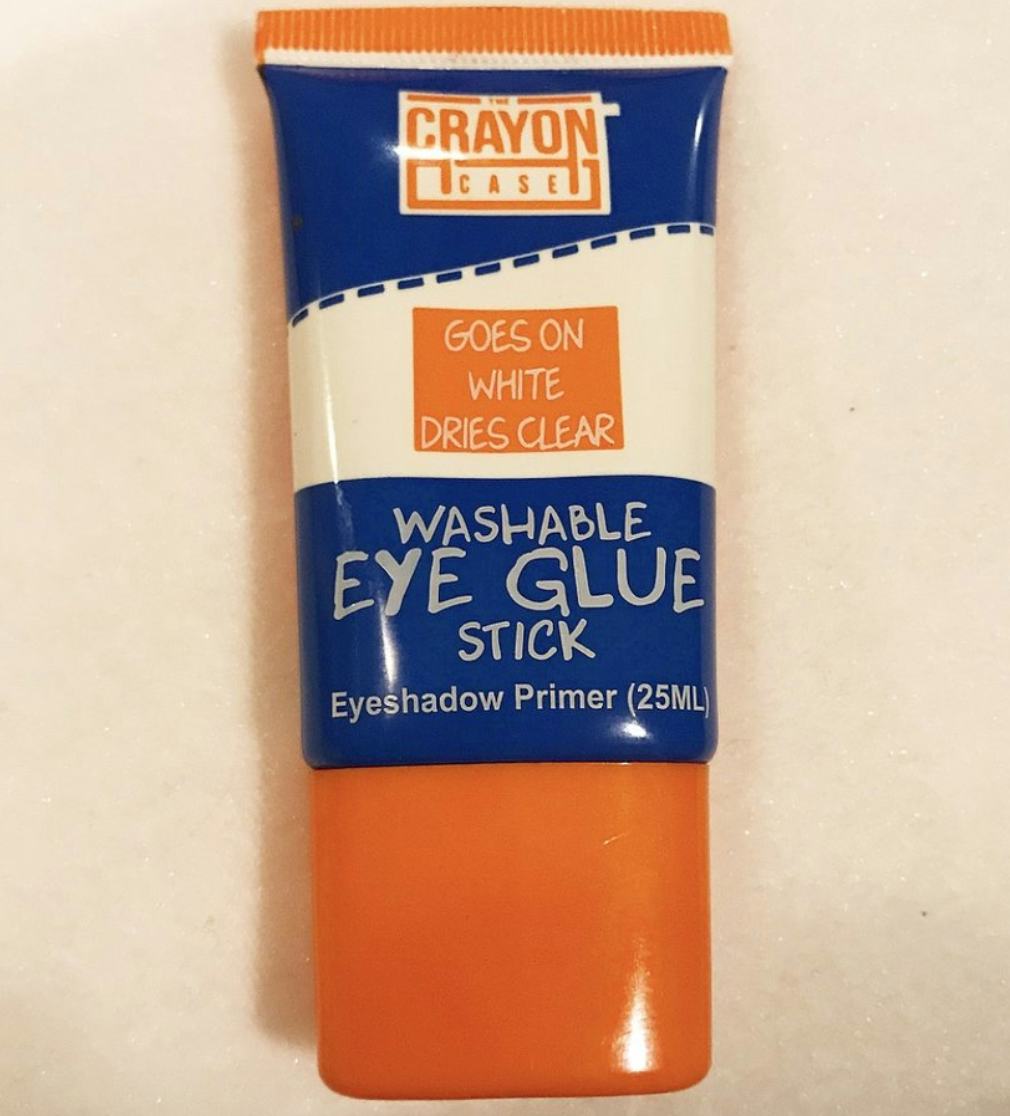 THE
CRAYON
CASE
GOES ON
WHITE
DRIES CLEAR
WASHABLE
EYE GLUE
STICK
Eyeshadow Primer (25ML)